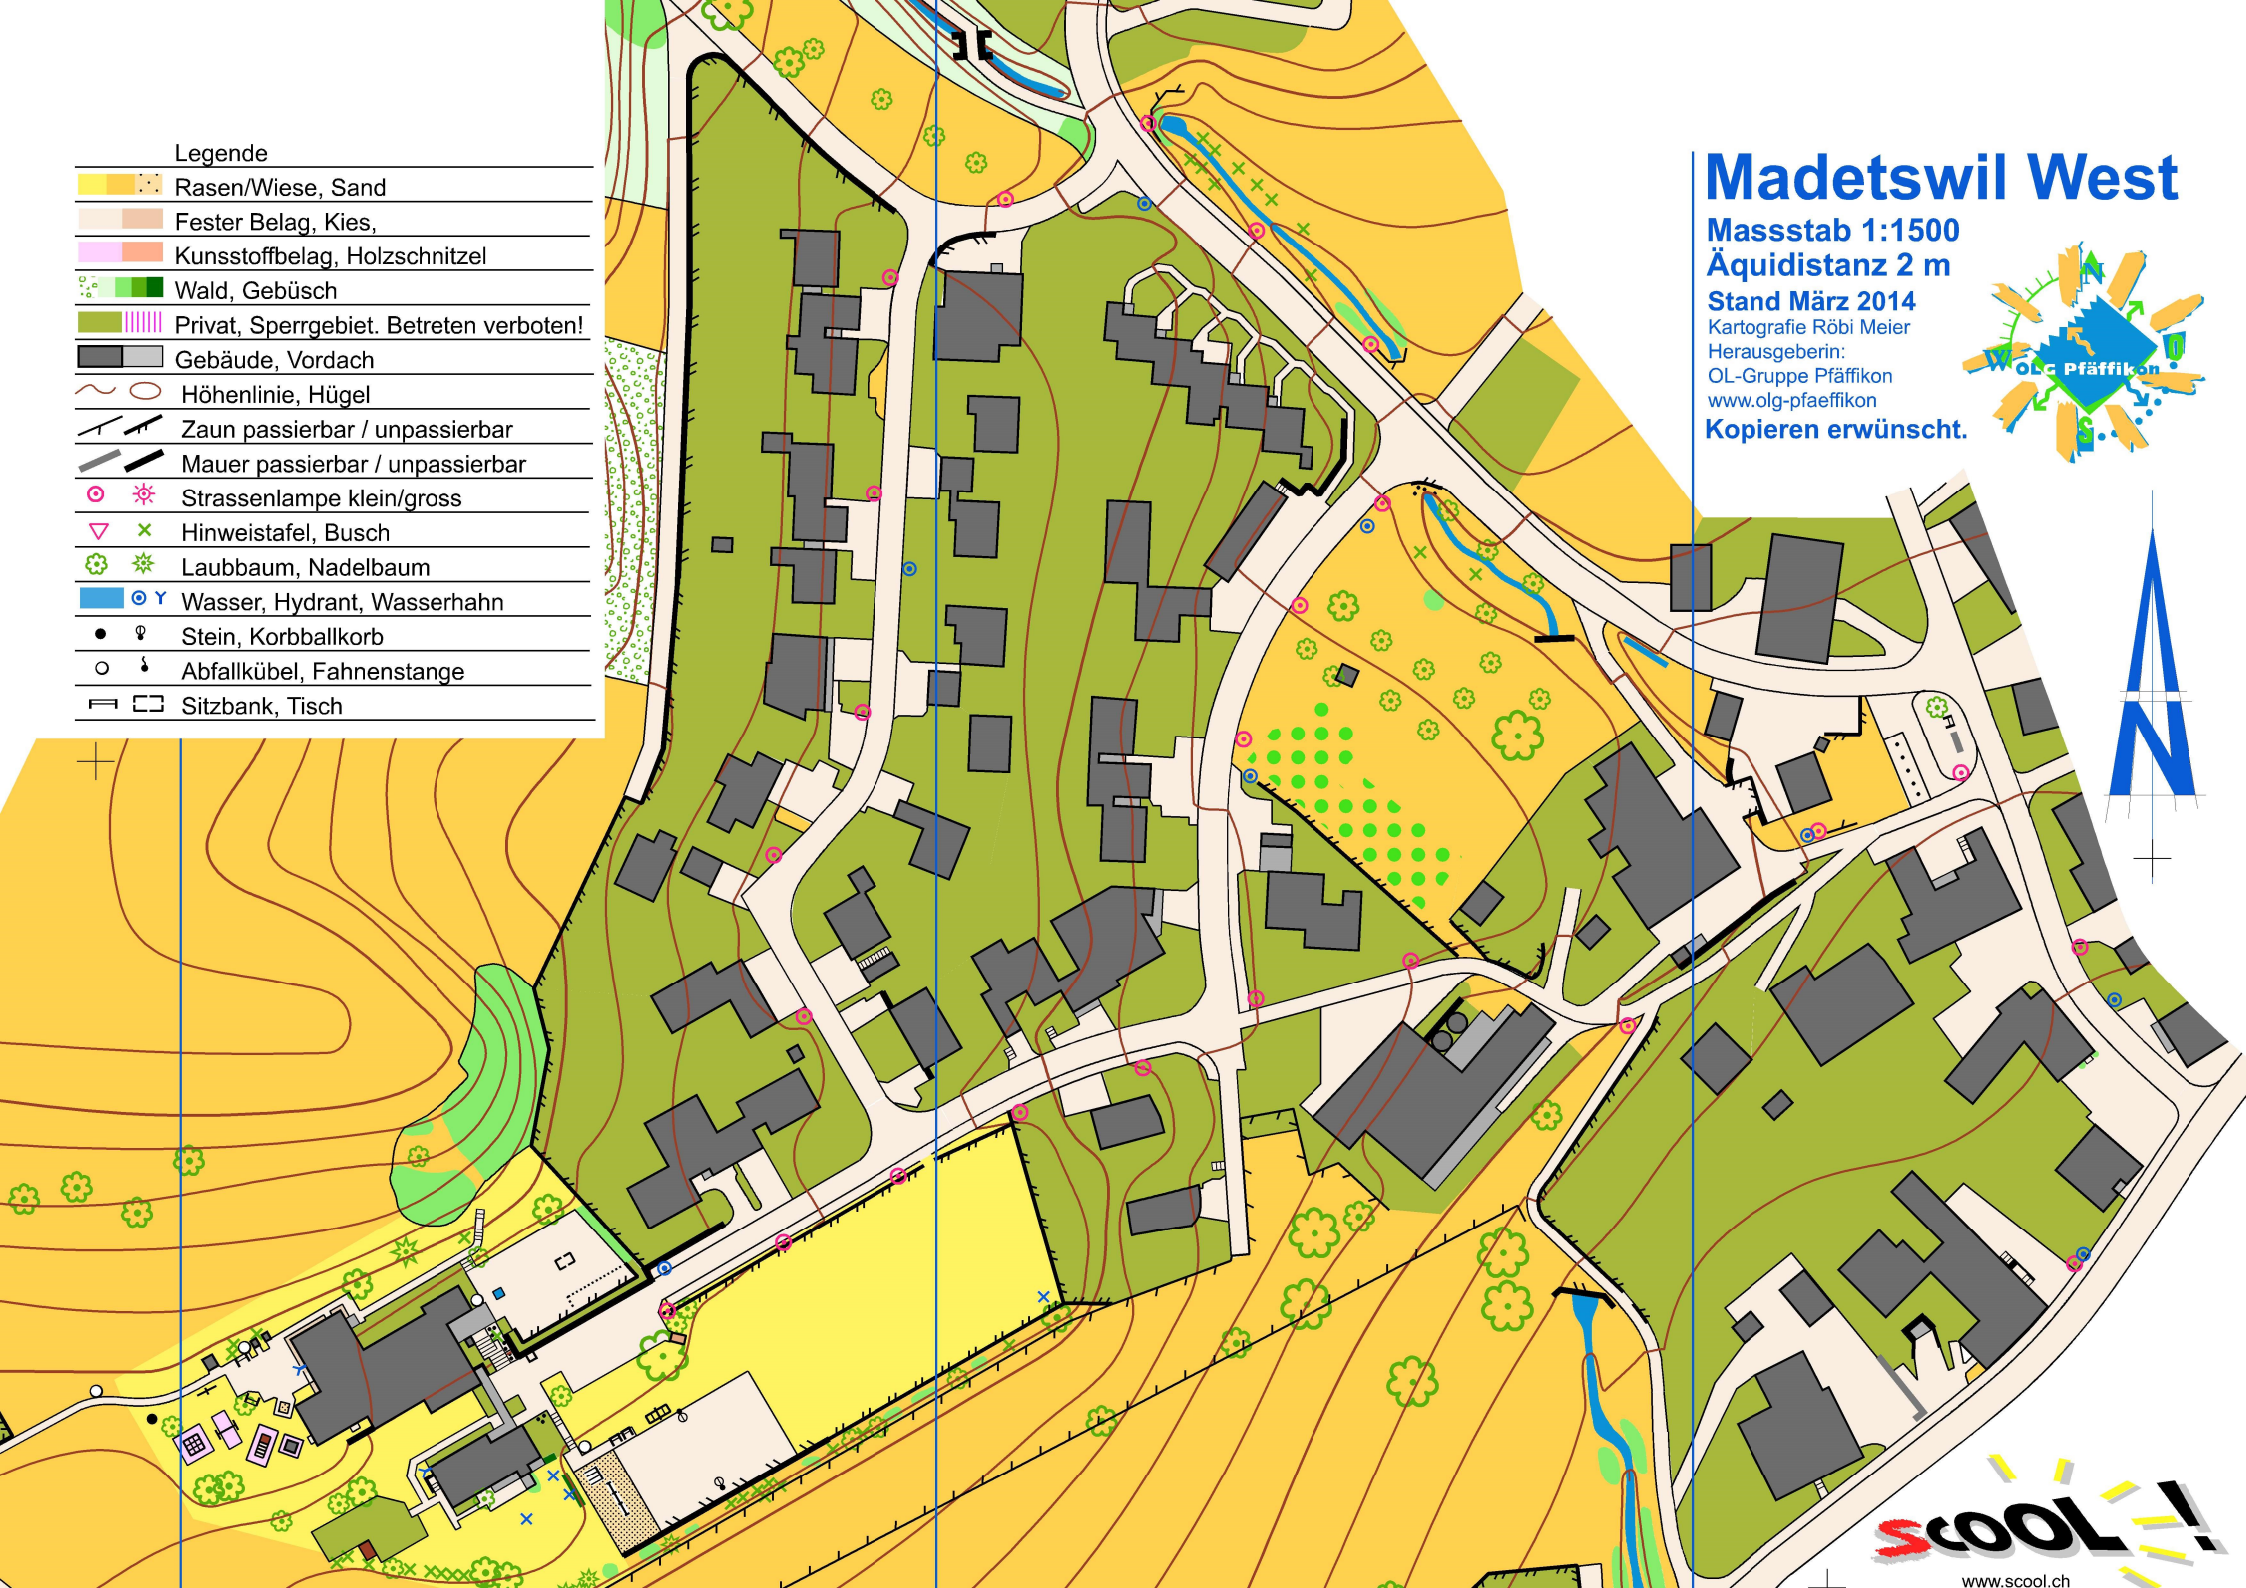 Legende
Rasen/Wiese, Sand
Fester Belag, Kies,
Kunsstoffbelag, Holzschnitzel
Wald, Gebüsch
Privat, Sperrgebiet. Betreten verboten!
Gebäude, Vordach
Höhenlinie, Hügel
Zaun passierbar / unpassierbar
Mauer passierbar / unpassierbar
Strassenlampe klein/gross
Hinweistafel, Busch
Laubbaum, Nadelbaum
Wasser, Hydrant, Wasserhahn
Stein, Korbballkorb
Abfallkübel, Fahnenstange
Sitzbank, Tisch
Madetswil West
Massstab 1:1500
Äquidistanz 2 m
Stand März 2014
Kartografie Röbi Meier
Herausgeberin:
OL-Gruppe Pfäffikon
www.olg-pfaeffikon
Kopieren erwünscht.
N
W
O
OLG Pfäffikon
S
N
scOOL!
www.scool.ch